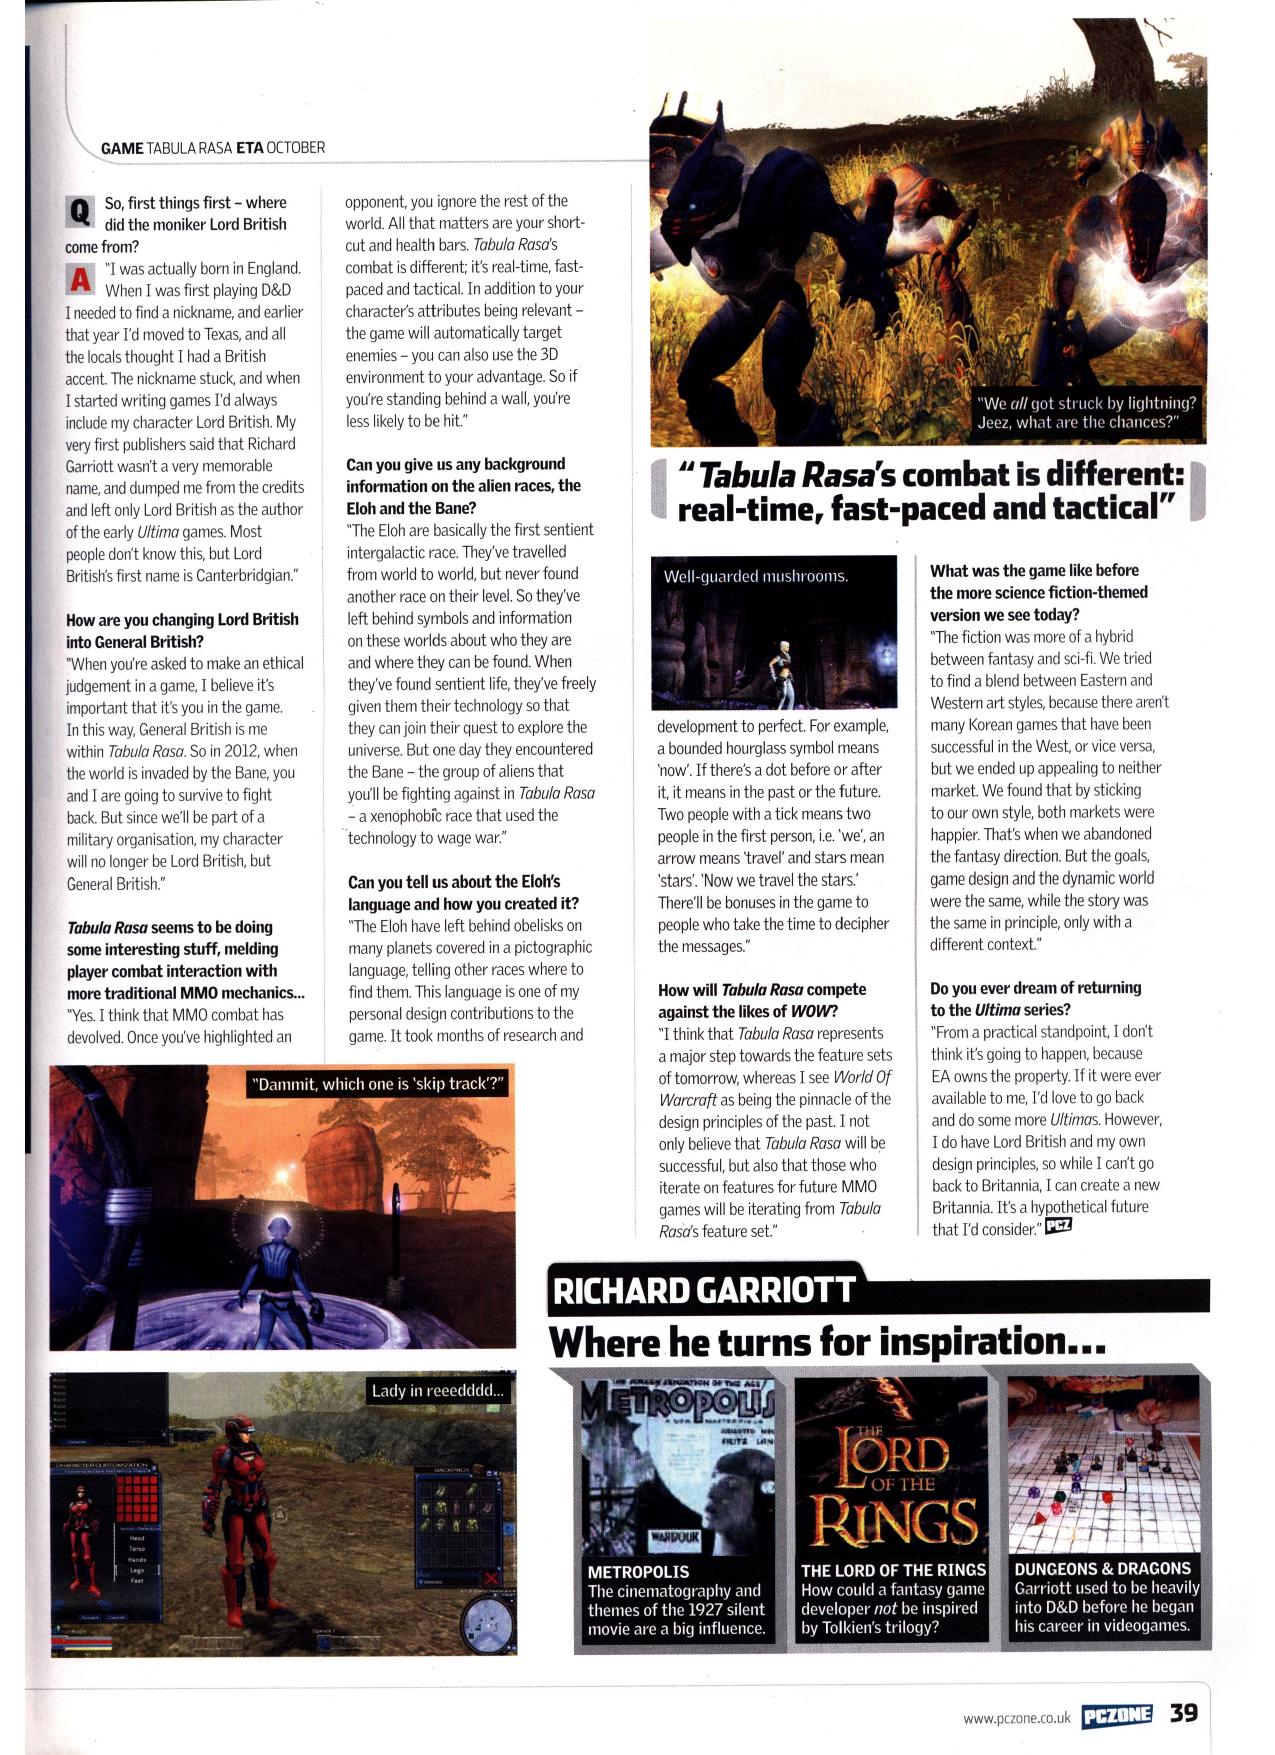 GAME TABULA RASA ETA OCTOBER
Q So, first things first – where
did the moniker Lord British
come from?
A "I was actually born in England.
When I was first playing D&D
I needed to find a nickname, and earlier
that year I'd moved to Texas, and all
the locals thought I had a British
accent. The nickname stuck, and when
I started writing games I'd always
include my character Lord British. My
very first publishers said that Richard
Garriott wasn't a very memorable
name, and dumped me from the credits
and left only Lord British as the author
of the early Ultima games. Most
people don't know this, but Lord
British's first name is Canterbridgian."
How are you changing Lord British
into General British?
"When you're asked to make an ethical
judgement in a game, I believe it's
important that it's you in the game.
In this way, General British is me
within Tabula Rasa. So in 2012, when
the world is invaded by the Bane, you
and I are going to survive to fight
back. But since we'll be part of a
military organisation, my character
will no longer be Lord British, but
General British."
Tabula Rasa seems to be doing
some interesting stuff, melding
player combat interaction with
more traditional MMO mechanics...
"Yes. I think that MMO combat has
devolved. Once you've highlighted an
opponent, you ignore the rest of the
world. All that matters are your short-
cut and health bars. Tabula Rasa's
combat is different; it's real-time, fast-
paced and tactical. In addition to your
character's attributes being relevant –
the game will automatically target
enemies – you can also use the 3D
environment to your advantage. So if
you're standing behind a wall, you're
less likely to be hit."
Can you give us any background
information on the alien races, the
Eloh and the Bane?
"The Eloh are basically the first sentient
intergalactic race. They've travelled
from world to world, but never found
another race on their level. So they've
left behind symbols and information
on these worlds about who they are
and where they can be found. When
they've found sentient life, they've freely
given them their technology so that
they can join their quest to explore the
universe. But one day they encountered
the Bane – the group of aliens that
you'll be fighting against in Tabula Rasa
– a xenophobic race that used the
technology to wage war."
Can you tell us about the Eloh's
language and how you created it?
"The Eloh have left behind obelisks on
many planets covered in a pictographic
language, telling other races where to
find them. This language is one of my
personal design contributions to the
game. It took months of research and
"We all got struck by lightning?
Jeez, what are the chances?"
"Tabula Rasa's combat is different:
real-time, fast-paced and tactical"
Well-guarded mushrooms.
development to perfect. For example,
a bounded hourglass symbol means
'now'. If there's a dot before or after
it, it means in the past or the future.
Two people with a tick means two
people in the first person, i.e. 'we', an
arrow means 'travel' and stars mean
'stars'. 'Now we travel the stars.'
There'll be bonuses in the game to
people who take the time to decipher
the messages."
How will Tabula Rasa compete
against the likes of WOW?
"I think that Tabula Rasa represents
a major step towards the feature sets
of tomorrow, whereas I see World Of
Warcraft as being the pinnacle of the
design principles of the past. I not
only believe that Tabula Rasa will be
successful, but also that those who
iterate on features for future MMO
games will be iterating from Tabula
Rasa's feature set."
What was the game like before
the more science fiction-themed
version we see today?
"The fiction was more of a hybrid
between fantasy and sci-fi. We tried
to find a blend between Eastern and
Western art styles, because there aren't
many Korean games that have been
successful in the West, or vice versa,
but we ended up appealing to neither
market. We found that by sticking
to our own style, both markets were
happier. That's when we abandoned
the fantasy direction. But the goals,
game design and the dynamic world
were the same, while the story was
the same in principle, only with a
different context."
Do you ever dream of returning
to the Ultima series?
"From a practical standpoint, I don't
think it's going to happen, because
EA owns the property. If it were ever
available to me, I'd love to go back
and do some more Ultimas. However,
I do have Lord British and my own
design principles, so while I can't go
back to Britannia, I can create a new
Britannia. It's a hypothetical future
that I'd consider." PCZ
"Dammit, which one is 'skip track'?"
Lady in reeedddd...
CHARACTER CUSTOMIZATION
Head
Torso
Hands
Legs
Feet
BACKPACK
RICHARD GARRIOTT
Where he turns for inspiration...
METROPOLIS
FRITZ LANG
WARDOUR
METROPOLIS
The cinematography and
themes of the 1927 silent
movie are a big influence.
THE
LORD
OF THE
RINGS
THE LORD OF THE RINGS
How could a fantasy game
developer not be inspired
by Tolkien's trilogy?
DUNGEONS & DRAGONS
Garriott used to be heavily
into D&D before he began
his career in videogames.
www.pczone.co.uk PCZONE 39